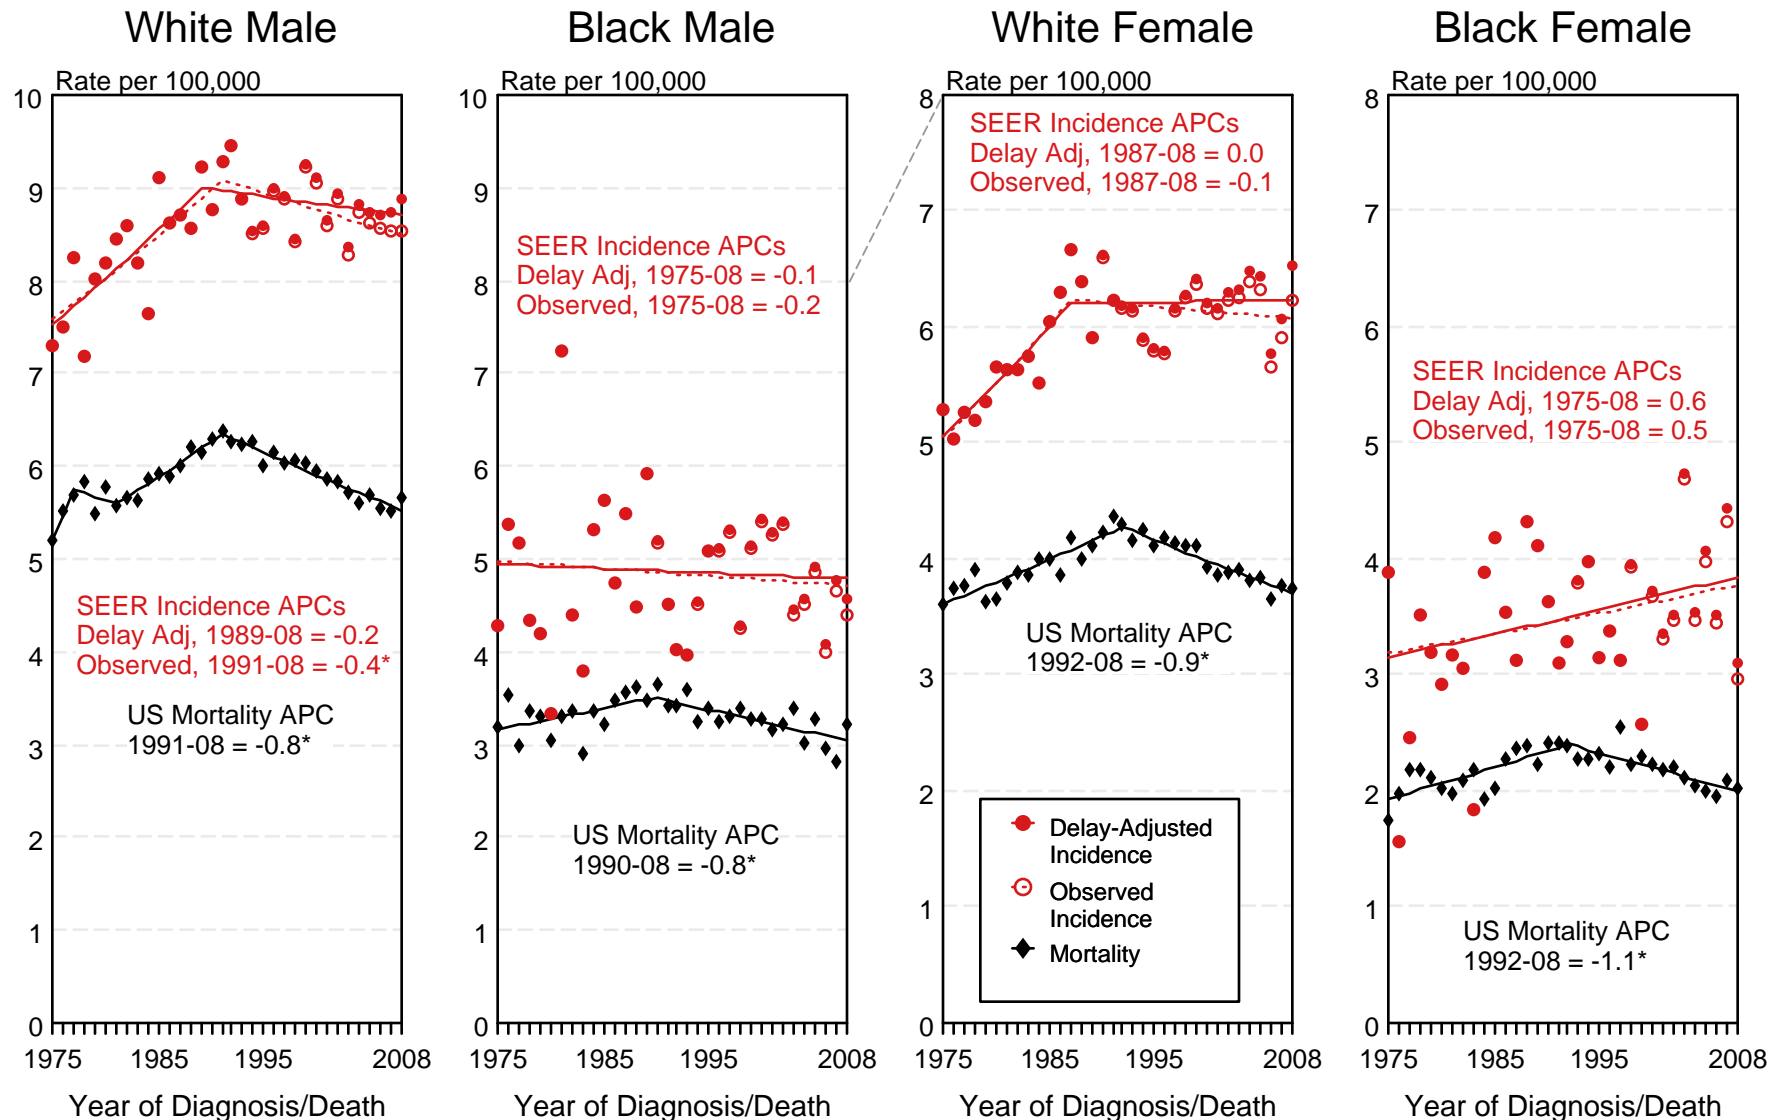 White Male
Rate per 100,000
10
9
8
7
6
5
4
3
2
1
0
SEER Incidence APCs
Delay Adj, 1989-08 = -0.2
Observed, 1991-08 = -0.4*
US Mortality APC
1991-08 = -0.8*
1975
1985
1995
2008
Year of Diagnosis/Death
Black Male
Rate per 100,000
10
9
8
7
6
5
4
3
2
1
0
SEER Incidence APCs
Delay Adj, 1975-08 = -0.1
Observed, 1975-08 = -0.2
US Mortality APC
1990-08 = -0.8*
1975
1985
1995
2008
Year of Diagnosis/Death
White Female
Rate per 100,000
8
7
6
5
4
3
2
1
0
SEER Incidence APCs
Delay Adj, 1987-08 = 0.0
Observed, 1987-08 = -0.1
US Mortality APC
1992-08 = -0.9*
Delay-Adjusted
Incidence
Observed
Incidence
Mortality
1975
1985
1995
2008
Year of Diagnosis/Death
Black Female
Rate per 100,000
8
7
6
5
4
3
2
1
0
SEER Incidence APCs
Delay Adj, 1975-08 = 0.6
Observed, 1975-08 = 0.5
US Mortality APC
1992-08 = -1.1*
1975
1985
1995
2008
Year of Diagnosis/Death